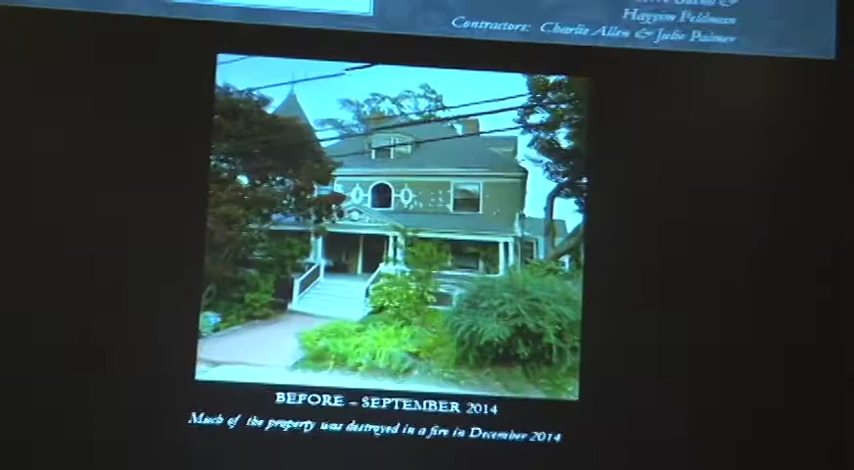 Hayyim Feldman
Contractors: Charlie Allen & Julie Palmer
BEFORE – SEPTEMBER 2014
Much of the property was destroyed in a fire in December 2014